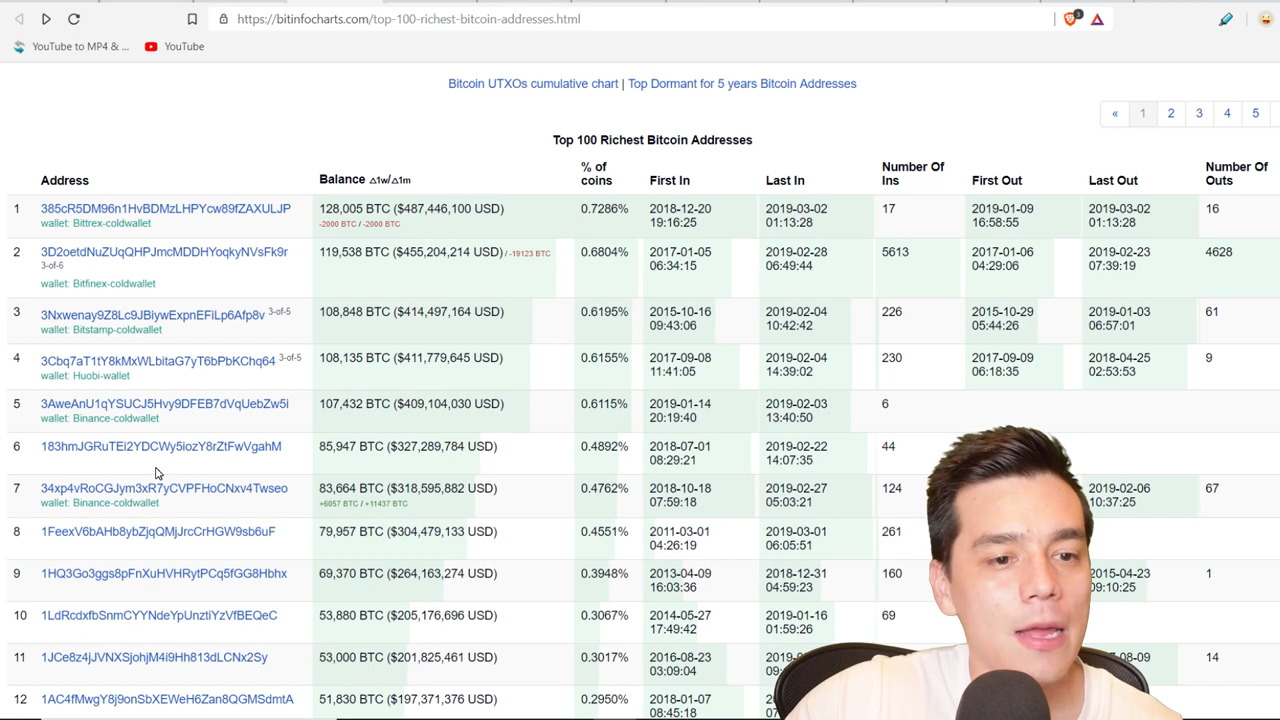 https://bitinfocharts.com/top-100-richest-bitcoin-addresses.html
3
YouTube to MP4 & ... YouTube
Bitcoin UTXOs cumulative chart | Top Dormant for 5 years Bitcoin Addresses
« 1 2 3 4 5
Top 100 Richest Bitcoin Addresses
Address Balance △1w/△1m % of coins First In Last In Number Of Ins First Out Last Out Number Of Outs
1 385cR5DM96n1HvBDMzLHPYcw89fZAXULJP 128,005 BTC ($487,446,100 USD) 0.7286% 2018-12-20 2019-03-02 17 2019-01-09 2019-03-02 16
wallet: Bittrex-coldwallet -2000 BTC / -2000 BTC 19:16:25 01:13:28 16:58:55 01:13:28
2 3D2oetdNuZUqQHPJmcMDDHYoqkyNVsFk9r 119,538 BTC ($455,204,214 USD) / -19123 BTC 0.6804% 2017-01-05 2019-02-28 5613 2017-01-06 2019-02-23 4628
3-of-6 06:34:15 06:49:44 04:29:06 07:39:19
wallet: Bitfinex-coldwallet
3 3Nxwenay9Z8Lc9JBiywExpnEFiLp6Afp8v 3-of-5 108,848 BTC ($414,497,164 USD) 0.6195% 2015-10-16 2019-02-04 226 2015-10-29 2019-01-03 61
wallet: Bitstamp-coldwallet 09:43:06 10:42:42 05:44:26 06:57:01
4 3Cbq7aT1tY8kMxWLbitaG7yT6bPbKChq64 3-of-5 108,135 BTC ($411,779,645 USD) 0.6155% 2017-09-08 2019-02-04 230 2017-09-09 2018-04-25 9
wallet: Huobi-wallet 11:41:05 14:39:02 06:18:35 02:53:53
5 3AweAnU1qYSUCJ5Hvy9DFEB7dVqUebZw5i 107,432 BTC ($409,104,030 USD) 0.6115% 2019-01-14 2019-02-03 6
wallet: Binance-coldwallet 20:19:40 13:40:50
6 183hmJGRuTEi2YDCWy5iozY8rZtFwVgahM 85,947 BTC ($327,289,784 USD) 0.4892% 2018-07-01 2019-02-22 44
08:29:21 14:07:35
7 34xp4vRoCGJym3xR7yCVPFHoCNxv4Twseo 83,664 BTC ($318,595,882 USD) 0.4762% 2018-10-18 2019-02-27 124 2019-02-06 67
wallet: Binance-coldwallet +6057 BTC / +11437 BTC 07:59:18 05:03:21 10:37:25
8 1FeexV6bAHb8ybZjqQMjJrcCrHGW9sb6uF 79,957 BTC ($304,479,133 USD) 0.4551% 2011-03-01 2019-03-01 261
04:26:19 06:05:51
9 1HQ3Go3ggs8pFnXuHVHRytPCq5fGG8Hbhx 69,370 BTC ($264,163,274 USD) 0.3948% 2013-04-09 2018-12-31 160 2015-04-23 1
16:03:36 04:59:23 09:10:25
10 1LdRcdxfbSnmCYYNdeYpUnztiYzVfBEQeC 53,880 BTC ($205,176,696 USD) 0.3067% 2014-05-27 2019-01-16 69
17:49:42 01:59:26
11 1JCe8z4jJVNXSjohjM4i9Hh813dLCNx2Sy 53,000 BTC ($201,825,461 USD) 0.3017% 2016-08-23 14
03:09:04
12 1AC4fMwgY8j9onSbXEWeH6Zan8QGMSdmtA 51,830 BTC ($197,371,376 USD) 0.2950% 2018-01-07
08:45:18